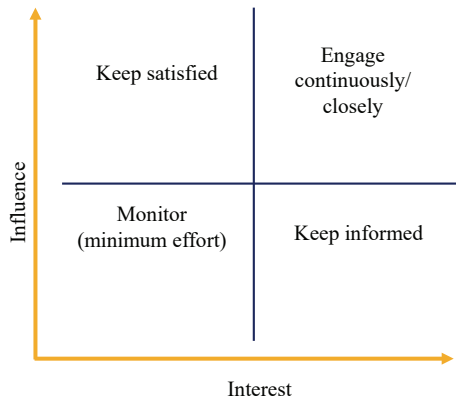 Keep satisfied
Engage
continuously/
closely
Influence
Monitor
(minimum effort)
Keep informed
Interest